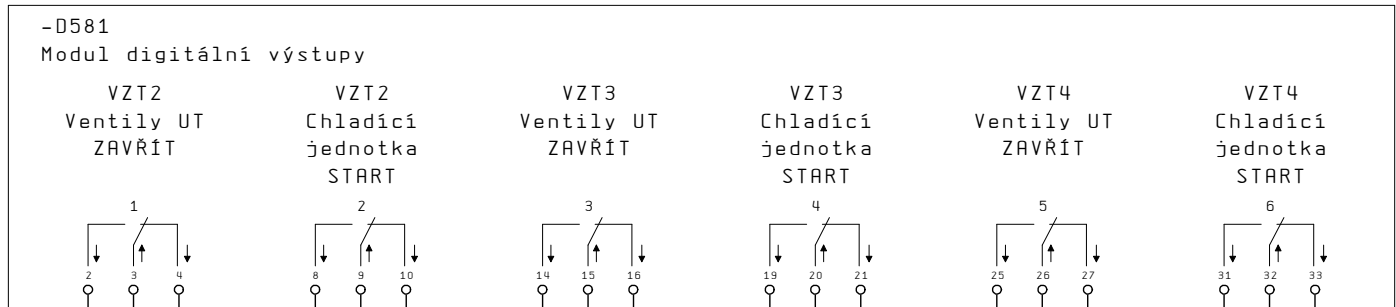 -D581
Modul digitální výstupy
VZT2 VZT2 VZT3 VZT3 VZT4 VZT4
Ventily UT Chladící Ventily UT Chladící Ventily UT Chladící
ZAVŘÍT jednotka ZAVŘÍT jednotka ZAVŘÍT jednotka
START START START
1 2 3 4 5 6
2 3 4 8 9 10 14 15 16 19 20 21 25 26 27 31 32 33